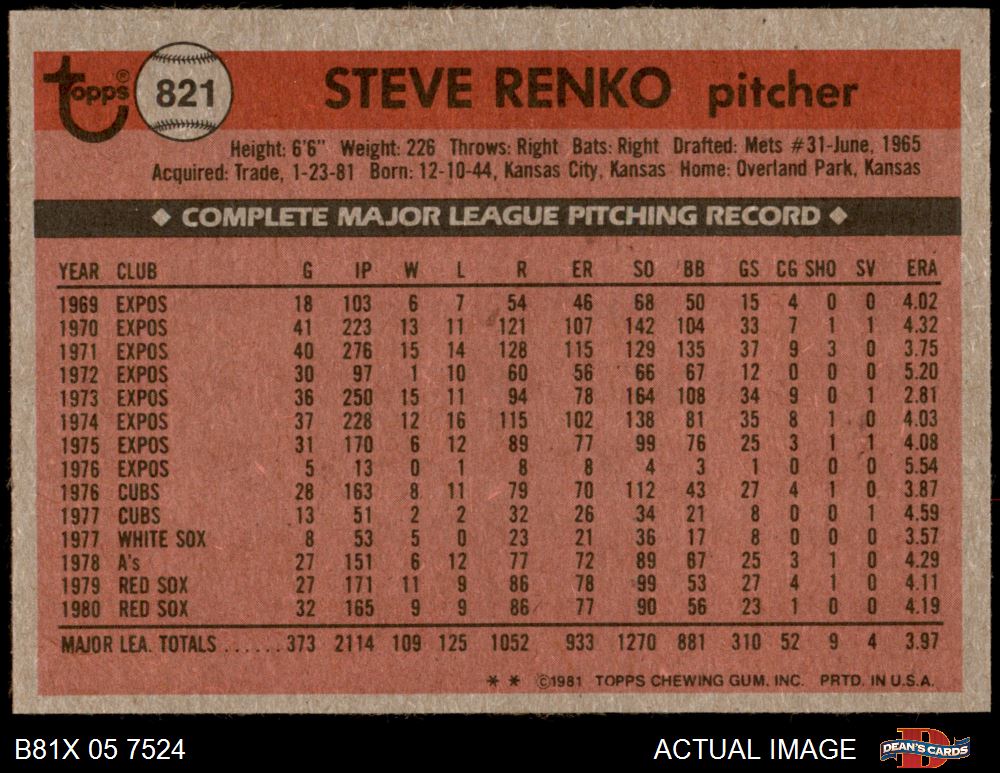 Topps® 821 STEVE RENKO pitcher
Height: 6'6" Weight: 226 Throws: Right Bats: Right Drafted: Mets #31-June, 1965
Acquired: Trade, 1-23-81 Born: 12-10-44, Kansas City, Kansas Home: Overland Park, Kansas
◆ COMPLETE MAJOR LEAGUE PITCHING RECORD ◆
YEAR CLUB G IP W L R ER SO BB GS CG SHO SV ERA
1969 EXPOS 18 103 6 7 54 46 68 50 15 4 0 0 4.02
1970 EXPOS 41 223 13 11 121 107 142 104 33 7 1 1 4.32
1971 EXPOS 40 276 15 14 128 115 129 135 37 9 3 0 3.75
1972 EXPOS 30 97 1 10 60 56 66 67 12 0 0 0 5.20
1973 EXPOS 36 250 15 11 94 78 164 108 34 9 0 1 2.81
1974 EXPOS 37 228 12 16 115 102 138 81 35 8 1 0 4.03
1975 EXPOS 31 170 6 12 89 77 99 76 25 3 1 1 4.08
1976 EXPOS 5 13 0 1 8 8 4 3 1 0 0 0 5.54
1976 CUBS 28 163 8 11 79 70 112 43 27 4 1 0 3.87
1977 CUBS 13 51 2 2 32 26 34 21 8 0 0 1 4.59
1977 WHITE SOX 8 53 5 0 23 21 36 17 8 0 0 0 3.57
1978 A's 27 151 6 12 77 72 89 67 25 3 1 0 4.29
1979 RED SOX 27 171 11 9 86 78 99 53 27 4 1 0 4.11
1980 RED SOX 32 165 9 9 86 77 90 56 23 1 0 0 4.19
MAJOR LEA. TOTALS ...... 373 2114 109 125 1052 933 1270 881 310 52 9 4 3.97
* * ©1981 TOPPS CHEWING GUM, INC. PRTD. IN U.S.A.
B81X 05 7524 ACTUAL IMAGE DEAN'S CARDS